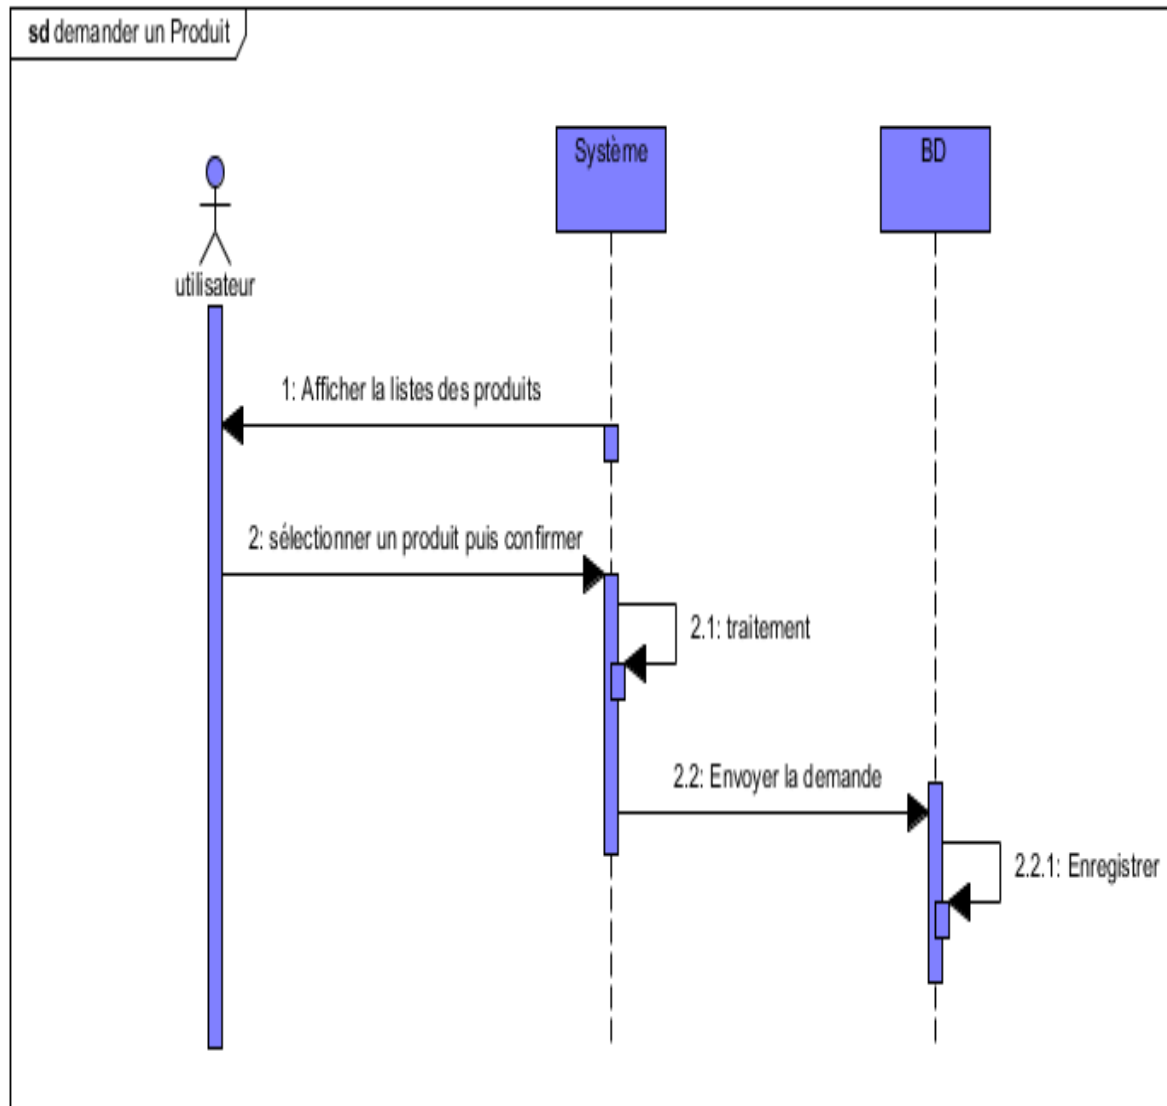 sd demander un Produit
Système
BD
utilisateur
1: Afficher la listes des produits
2: sélectionner un produit puis confirmer
2.1: traitement
2.2: Envoyer la demande
2.2.1: Enregistrer